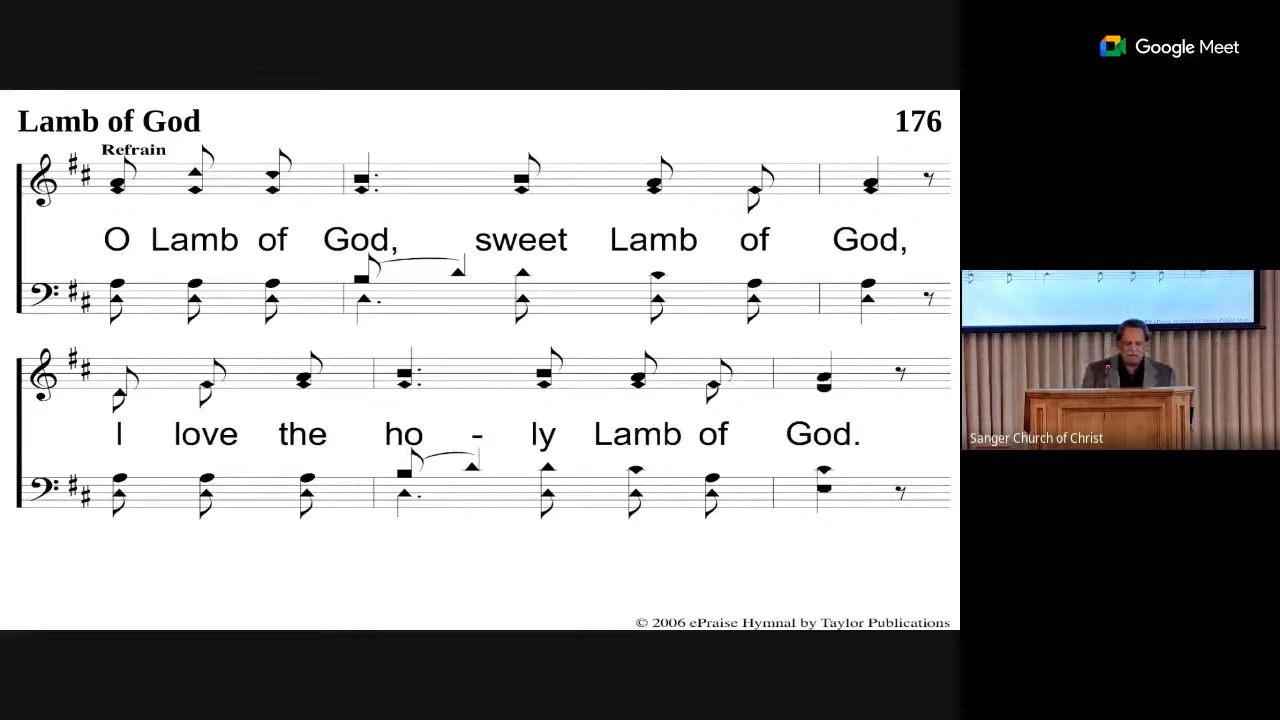 Lamb of God
176
Refrain
O Lamb of God, sweet Lamb of God,
I love the ho - ly Lamb of God.
© 2006 ePraise Hymnal by Taylor Publications
Google Meet
Sanger Church of Christ